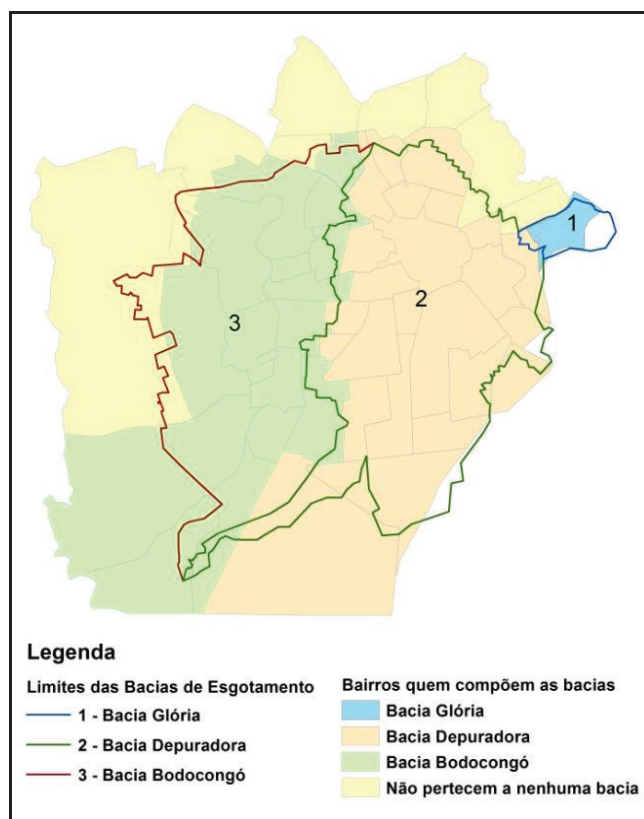 1
2
3
Legenda
Limites das Bacias de Esgotamento
1 - Bacia Glória
2 - Bacia Depuradora
3 - Bacia Bodocongó
Bairros quem compõem as bacias
Bacia Glória
Bacia Depuradora
Bacia Bodocongó
Não pertecem a nenhuma bacia